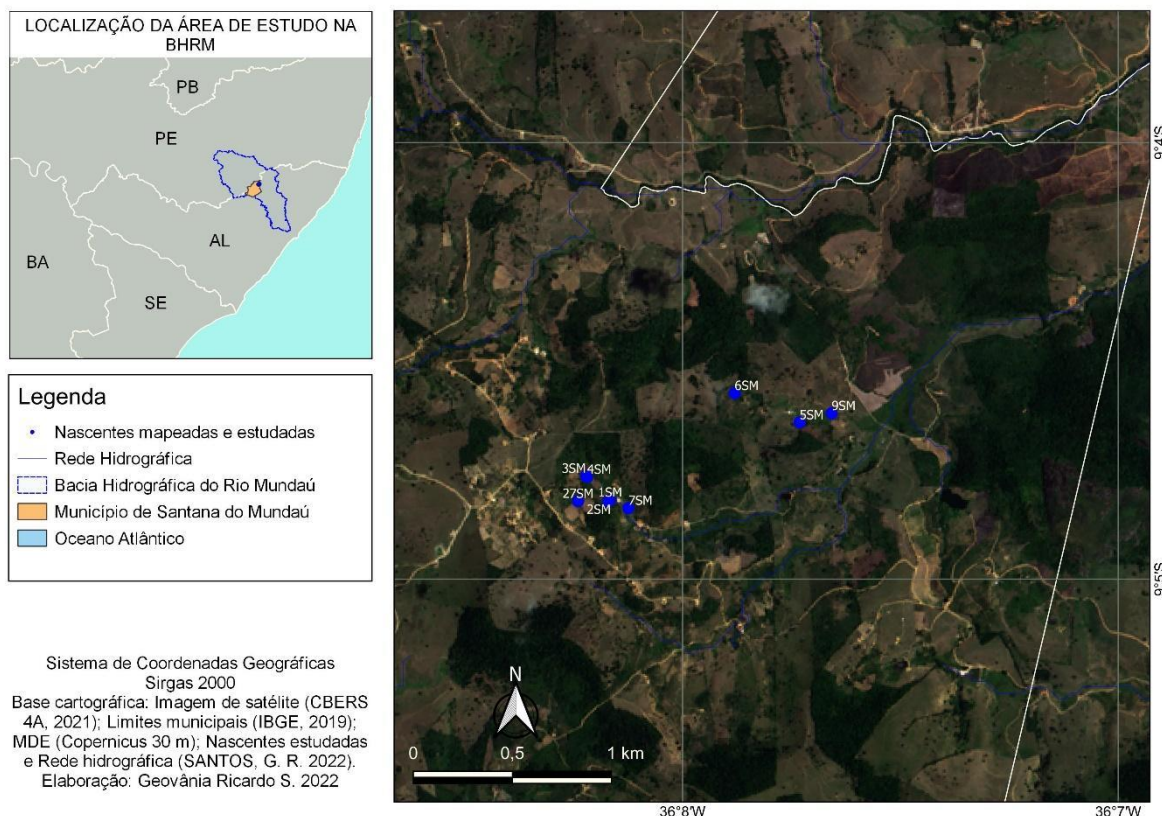 LOCALIZAÇÃO DA ÁREA DE ESTUDO NA
BHRM
PB
PE
AL
BA
SE
Legenda
Nascentes mapeadas e estudadas
Rede Hidrográfica
Bacia Hidrográfica do Rio Mundaú
Município de Santana do Mundaú
Oceano Atlântico
Sistema de Coordenadas Geográficas
Sirgas 2000
Base cartográfica: Imagem de satélite (CBERS
4A, 2021); Limites municipais (IBGE, 2019);
MDE (Copernicus 30 m); Nascentes estudadas
e Rede hidrográfica (SANTOS, G. R. 2022).
Elaboração: Geovânia Ricardo S. 2022
9°4'S
6SM
9SM
5SM
3SM 4SM
27SM 1SM
2SM 7SM
9°5'S
N
0 0,5 1 km
36°8'W 36°7'W